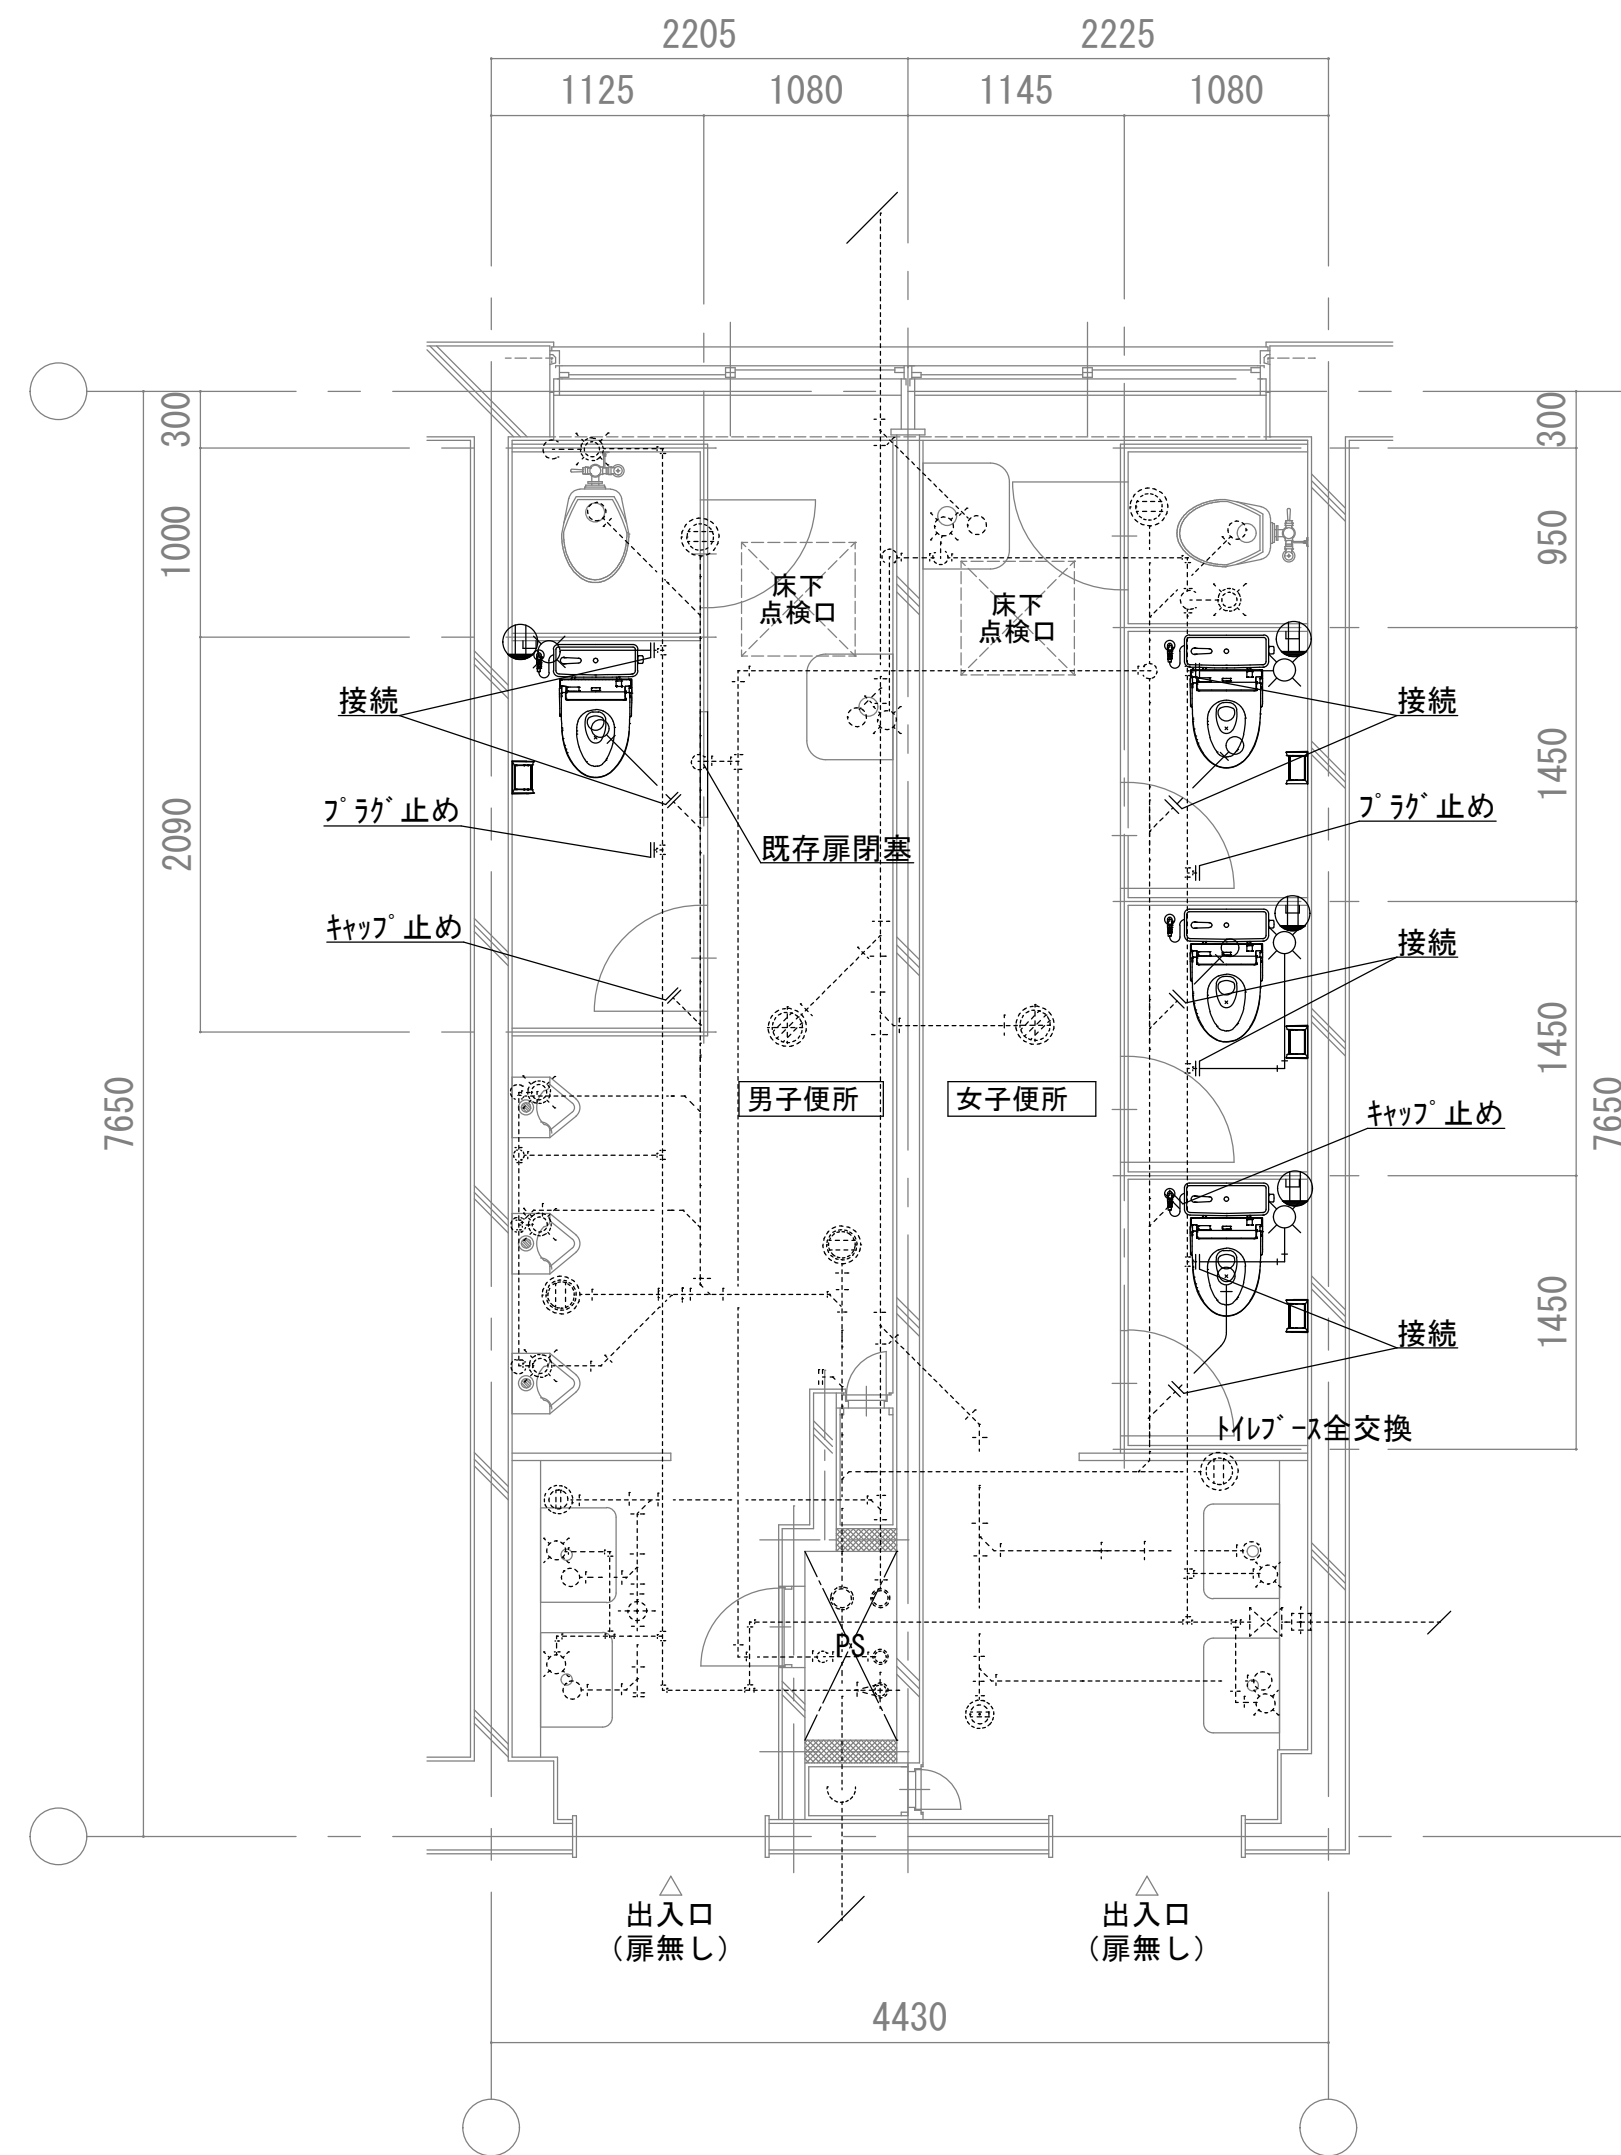 2205
2225
1125
1080
1145
1080
300
300
1000
950
床下
点検口
床下
点検口
接続
接続
1450
プラグ止め
プラグ止め
2090
既存扉閉塞
キャップ止め
接続
1450
7650
男子便所
女子便所
7650
キャップ止め
1450
接続
トイレブース全交換
PS
出入口
(扉無し)
出入口
(扉無し)
4430